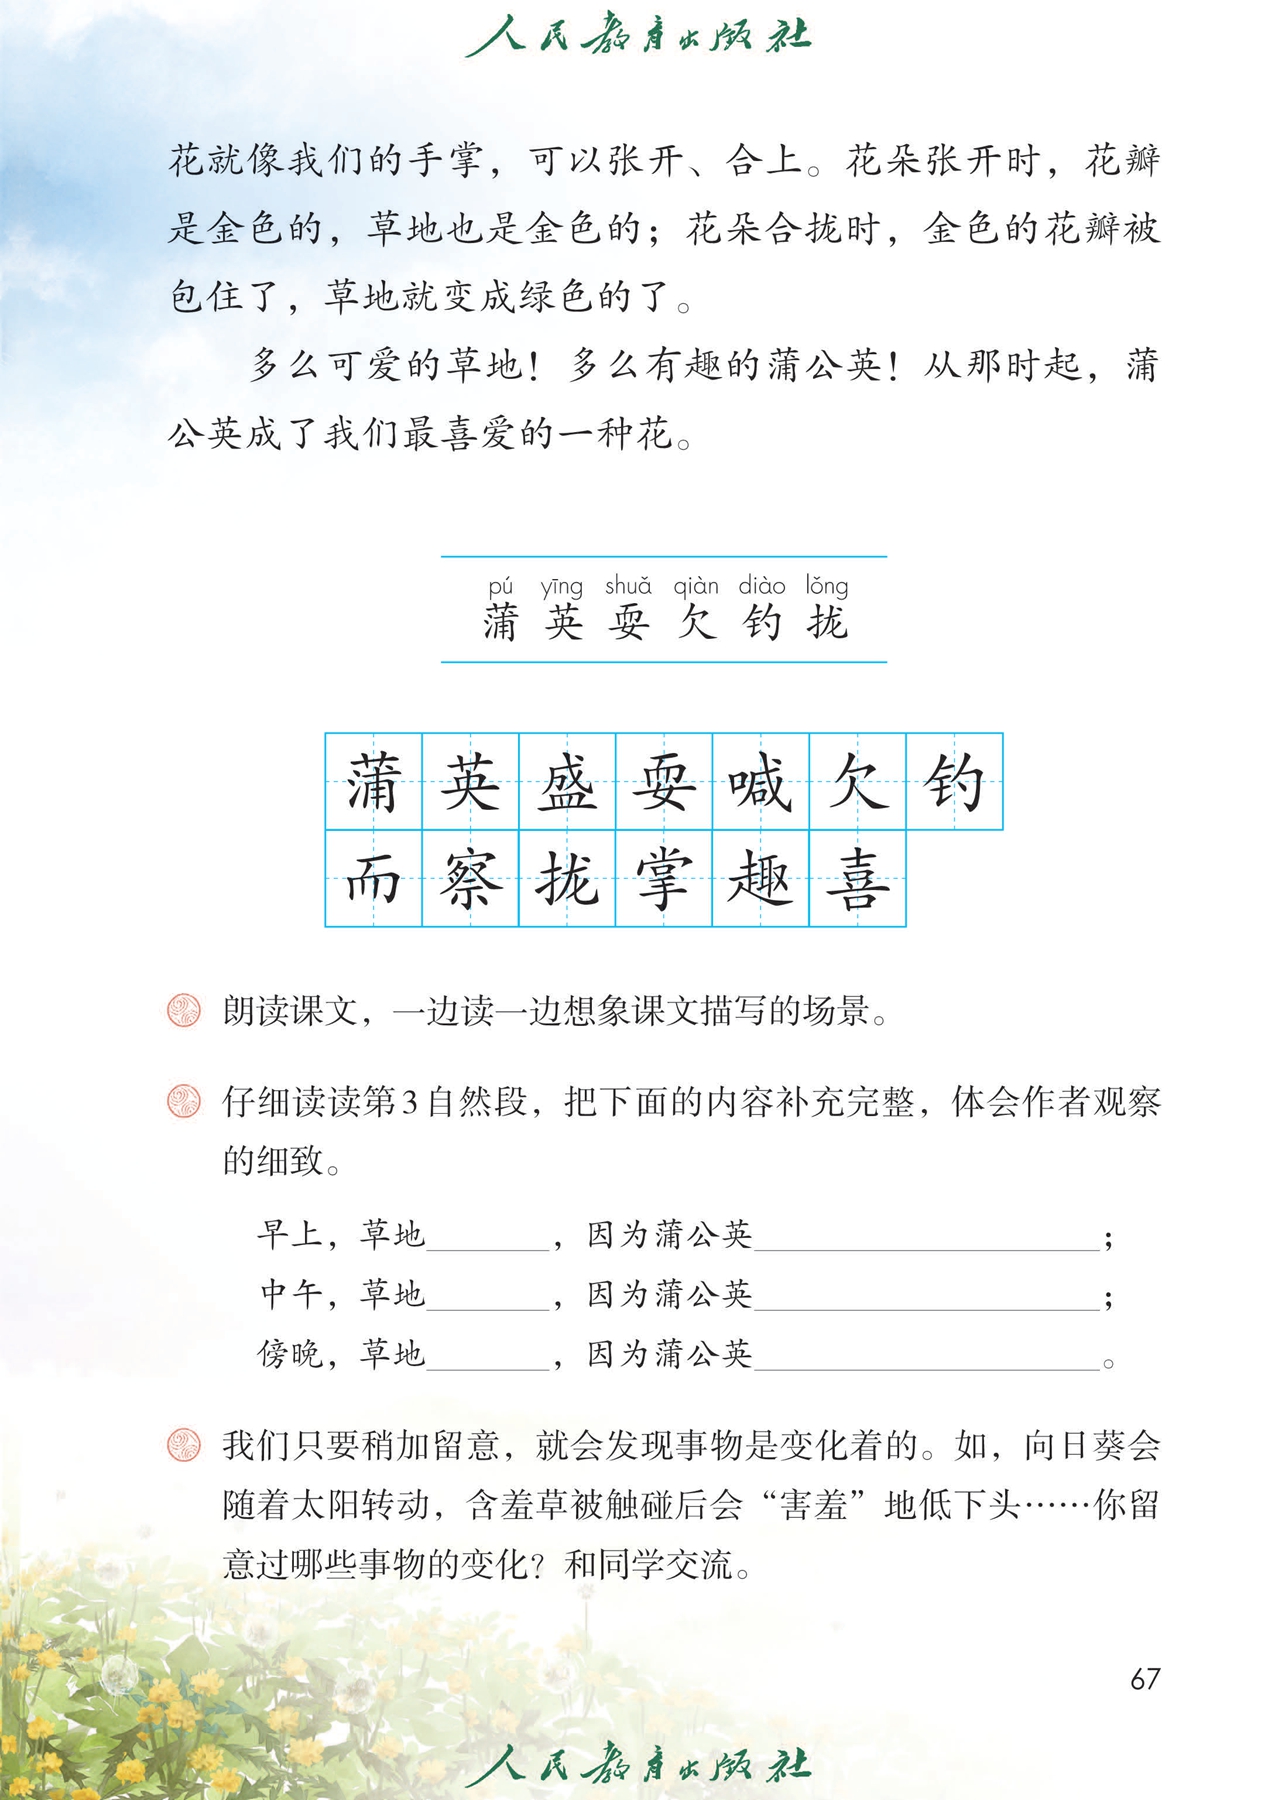 人民教育出版社
花就像我们的手掌，可以张开、合上。花朵张开时，花瓣
是金色的，草地也是金色的；花朵合拢时，金色的花瓣被
包住了，草地就变成绿色的了。
多么可爱的草地！多么有趣的蒲公英！从那时起，蒲
公英成了我们最喜爱的一种花。
pú yīng shuǎ qiàn diào lǒng
蒲 英 耍 欠 钓 拢
蒲 英 盛 耍 喊 欠 钓
而 察 拢 掌 趣 喜
朗读课文，一边读一边想象课文描写的场景。
仔细读读第3自然段，把下面的内容补充完整，体会作者观察
的细致。
早上，草地______，因为蒲公英________________；
中午，草地______，因为蒲公英________________；
傍晚，草地______，因为蒲公英________________。
我们只要稍加留意，就会发现事物是变化着的。如，向日葵会
随着太阳转动，含羞草被触碰后会“害羞”地低下头……你留
意过哪些事物的变化？和同学交流。
67
人民教育出版社